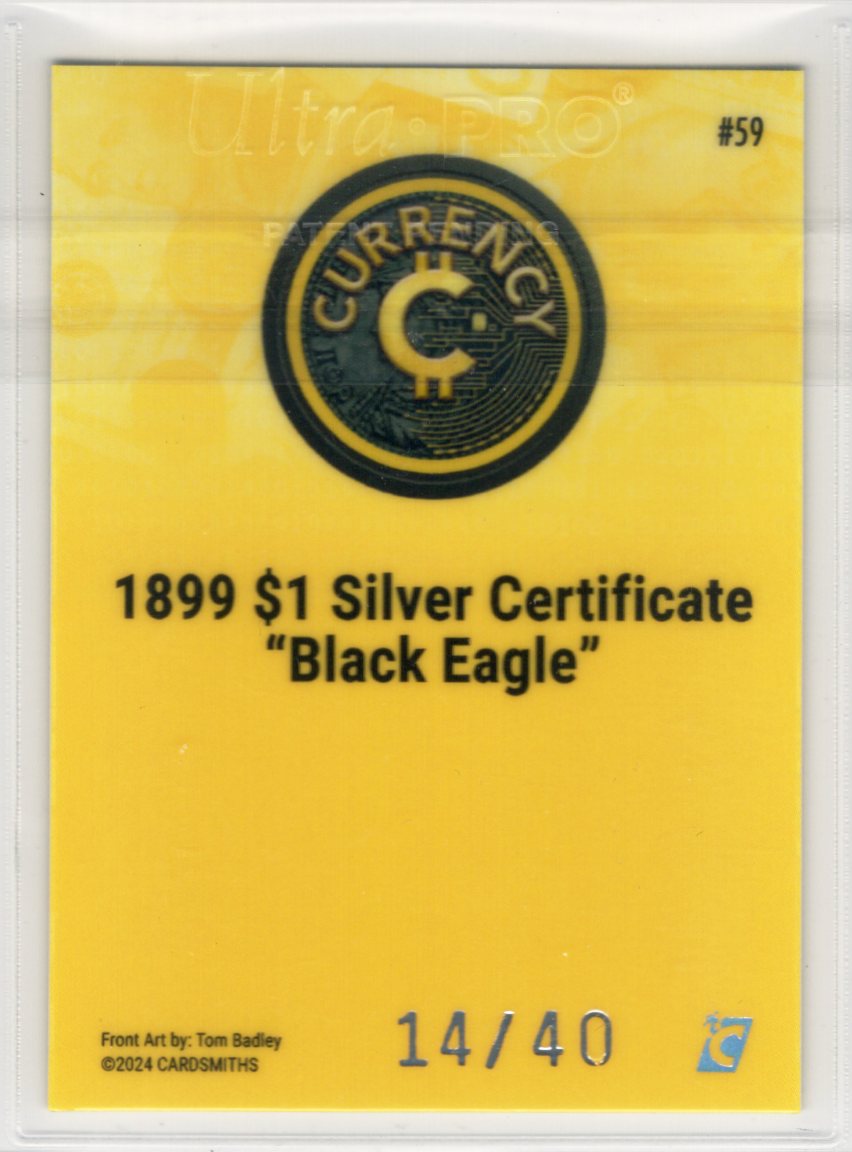 Ultra·PRO®
#59
PATENT PENDING
CURRENCY
1899 $1 Silver Certificate
“Black Eagle”
Front Art by: Tom Badley
©2024 CARDSMITHS
14/40
C